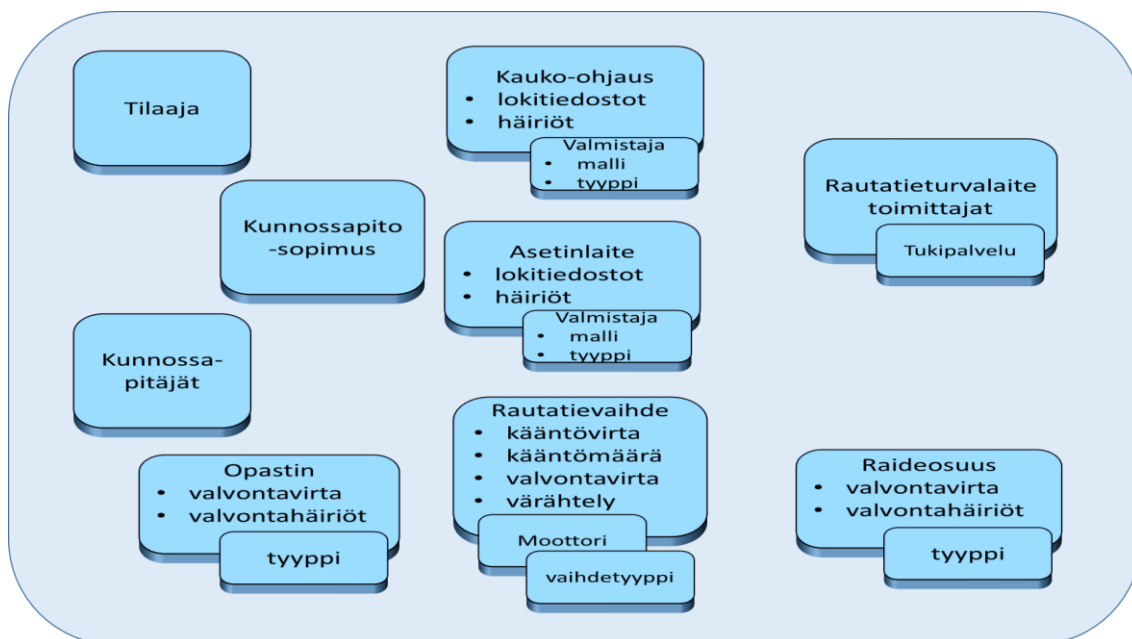 Tilaaja
Kunnossapito
-sopimus
Kunnossa-
pitäjät
Kauko-ohjaus
• lokitiedostot
• häiriöt
Valmistaja
• malli
• tyyppi
Asetinlaite
• lokitiedostot
• häiriöt
Valmistaja
• malli
• tyyppi
Rautatieturvalaite
toimittajat
Tukipalvelu
Opastin
• valvontavirta
• valvontahäiriöt
tyyppi
Rautatievaihde
• kääntövirta
• kääntömäärä
• valvontavirta
• värähtely
Moottori
vaihdetyyppi
Raideosuus
• valvontavirta
• valvontahäiriöt
tyyppi